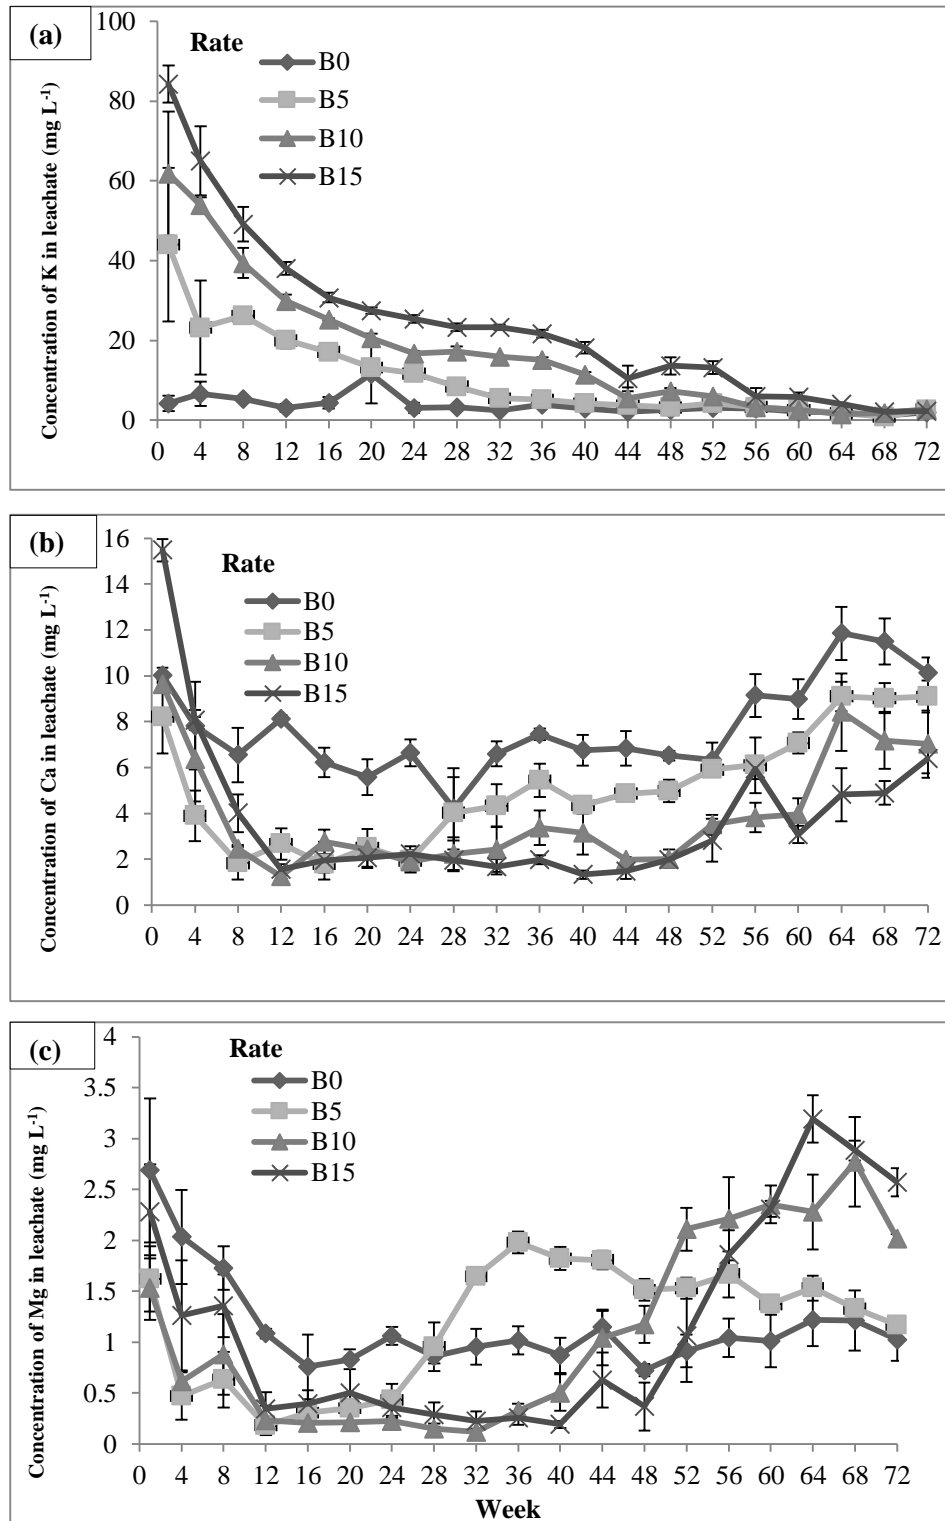 (a)
Concentration of K in leachate (mg L-1)
100
80
60
40
20
0
Rate
B0
B5
B10
B15
0 4 8 12 16 20 24 28 32 36 40 44 48 52 56 60 64 68 72
(b)
Concentration of Ca in leachate (mg L-1)
16
14
12
10
8
6
4
2
0
Rate
B0
B5
B10
B15
0 4 8 12 16 20 24 28 32 36 40 44 48 52 56 60 64 68 72
(c)
Concentration of Mg in leachate (mg L-1)
4
3.5
3
2.5
2
1.5
1
0.5
0
Rate
B0
B5
B10
B15
0 4 8 12 16 20 24 28 32 36 40 44 48 52 56 60 64 68 72
Week